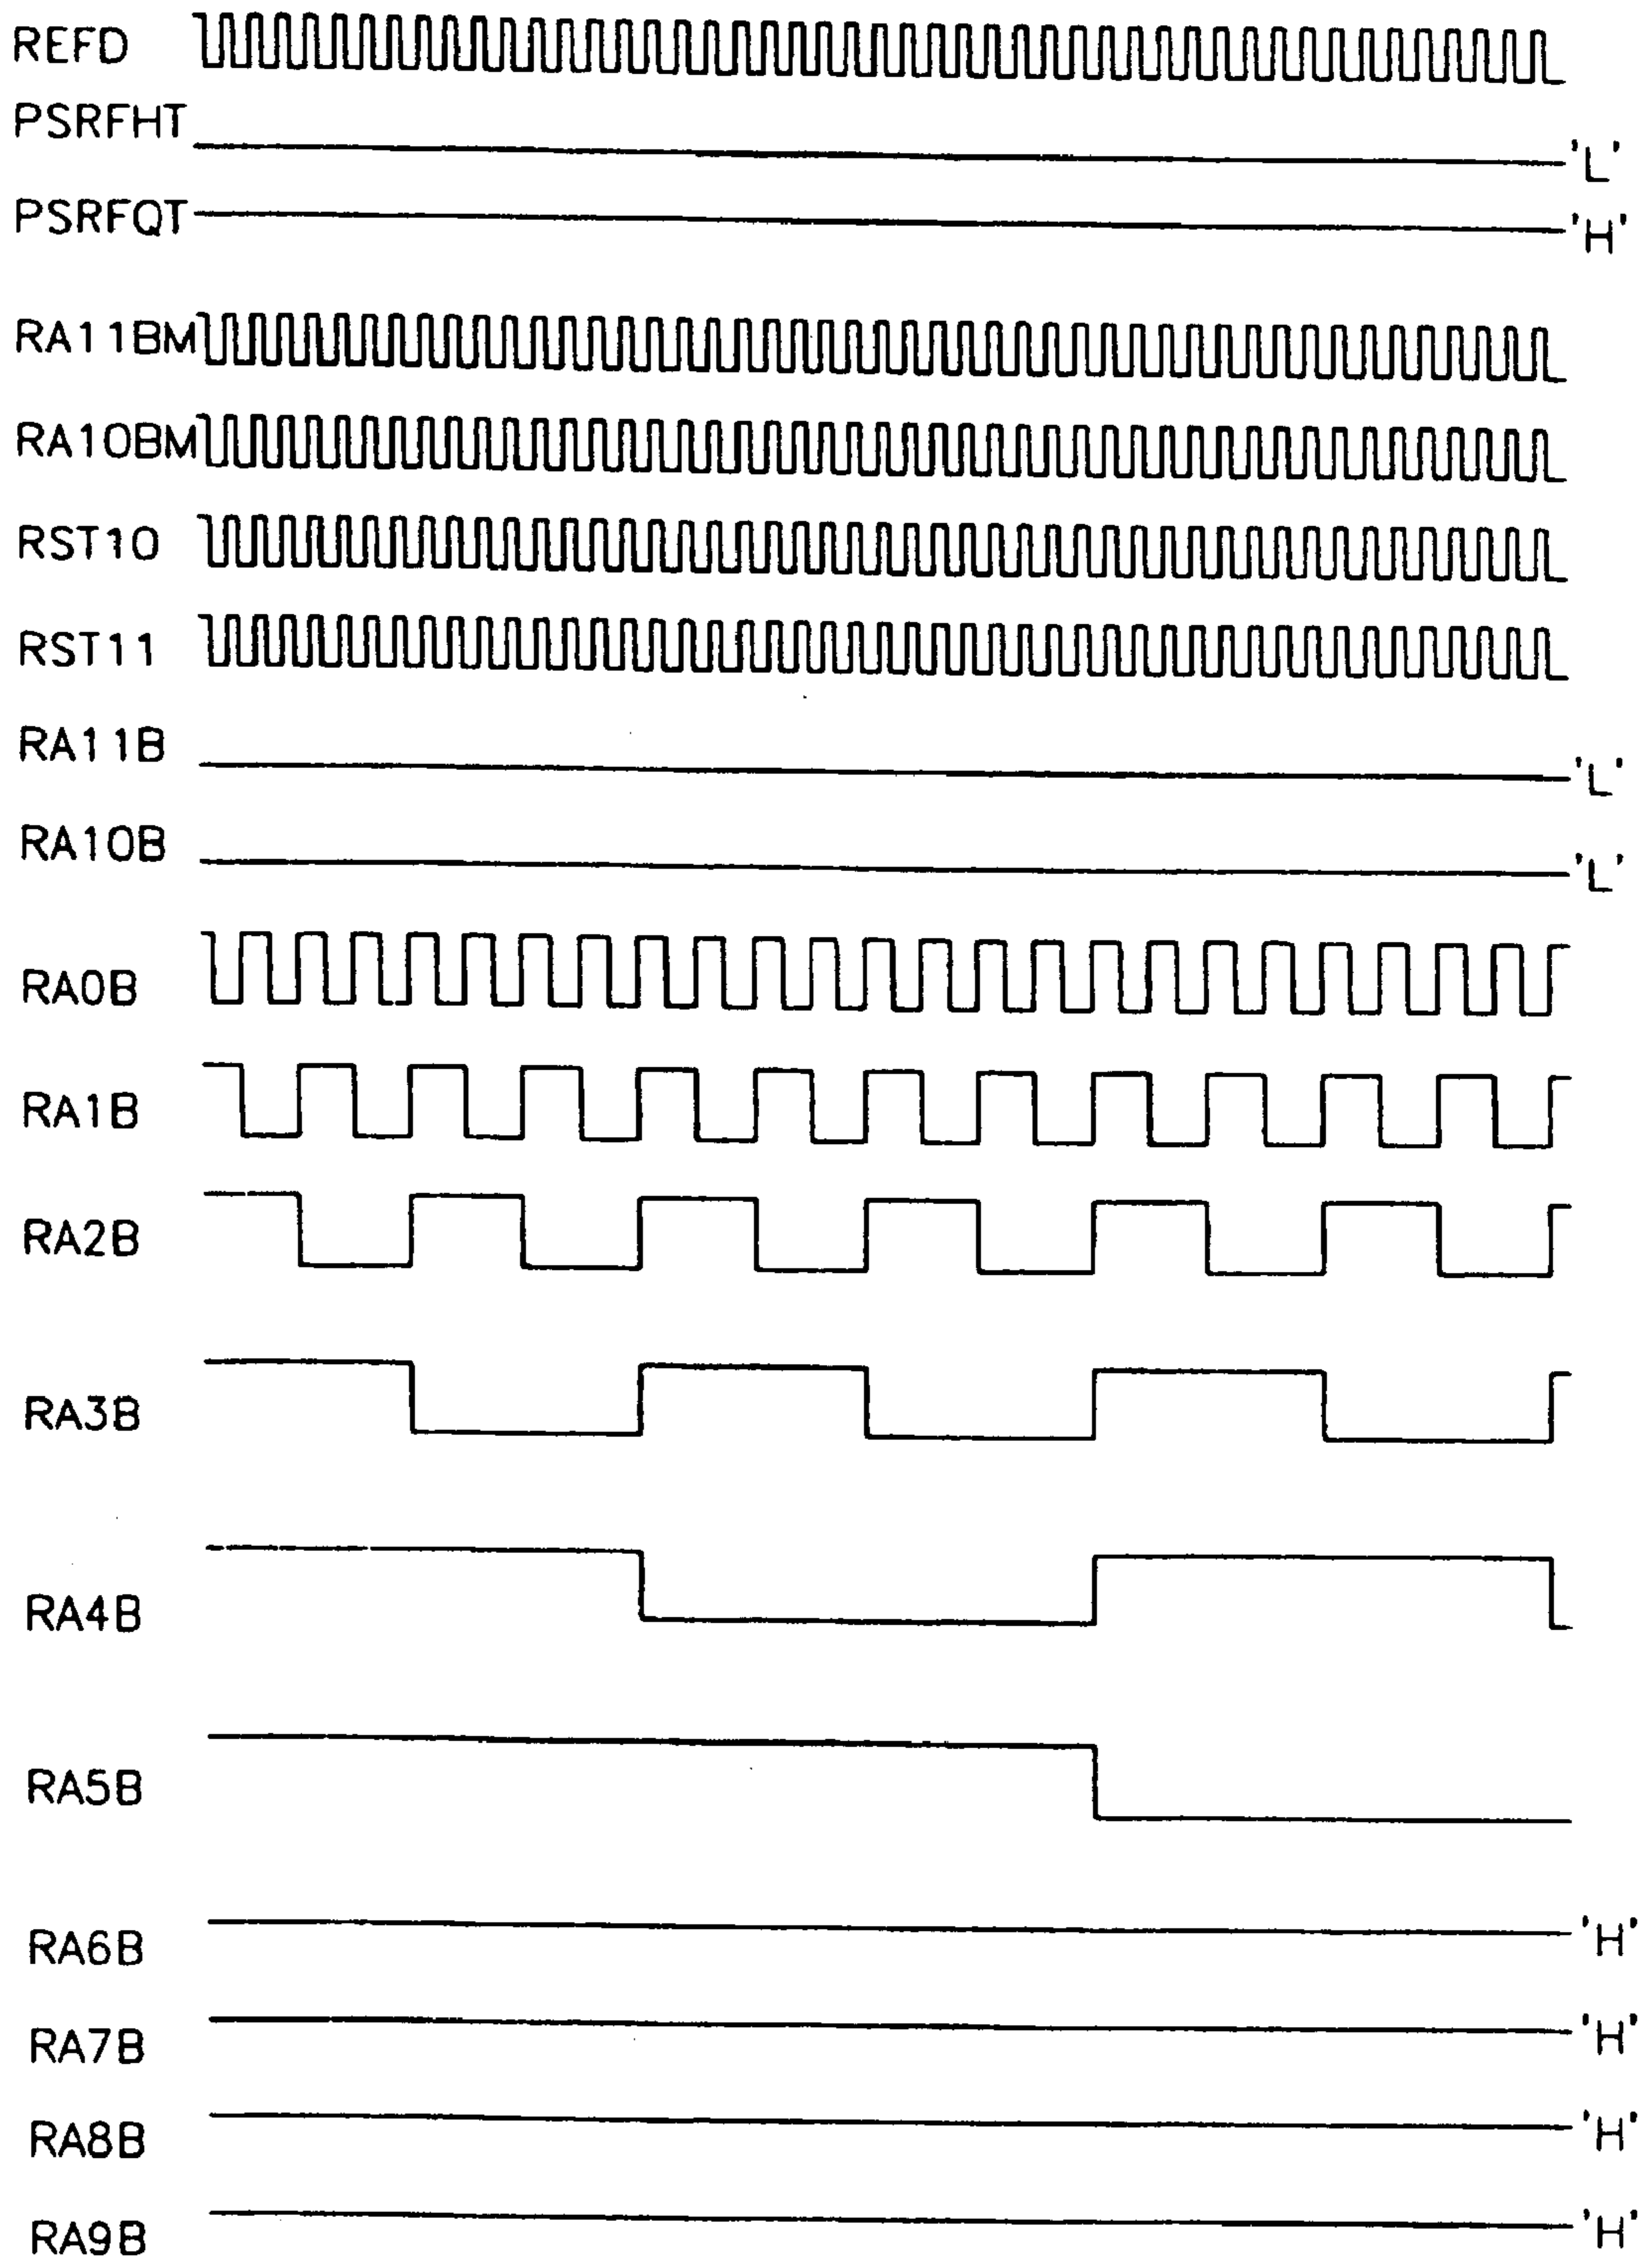 REFD
PSRFHT 'L'
PSRFQT 'H'
RA11BM
RA10BM
RST10
RST11
RA11B 'L'
RA10B 'L'
RA0B
RA1B
RA2B
RA3B
RA4B
RA5B
RA6B 'H'
RA7B 'H'
RA8B 'H'
RA9B 'H'